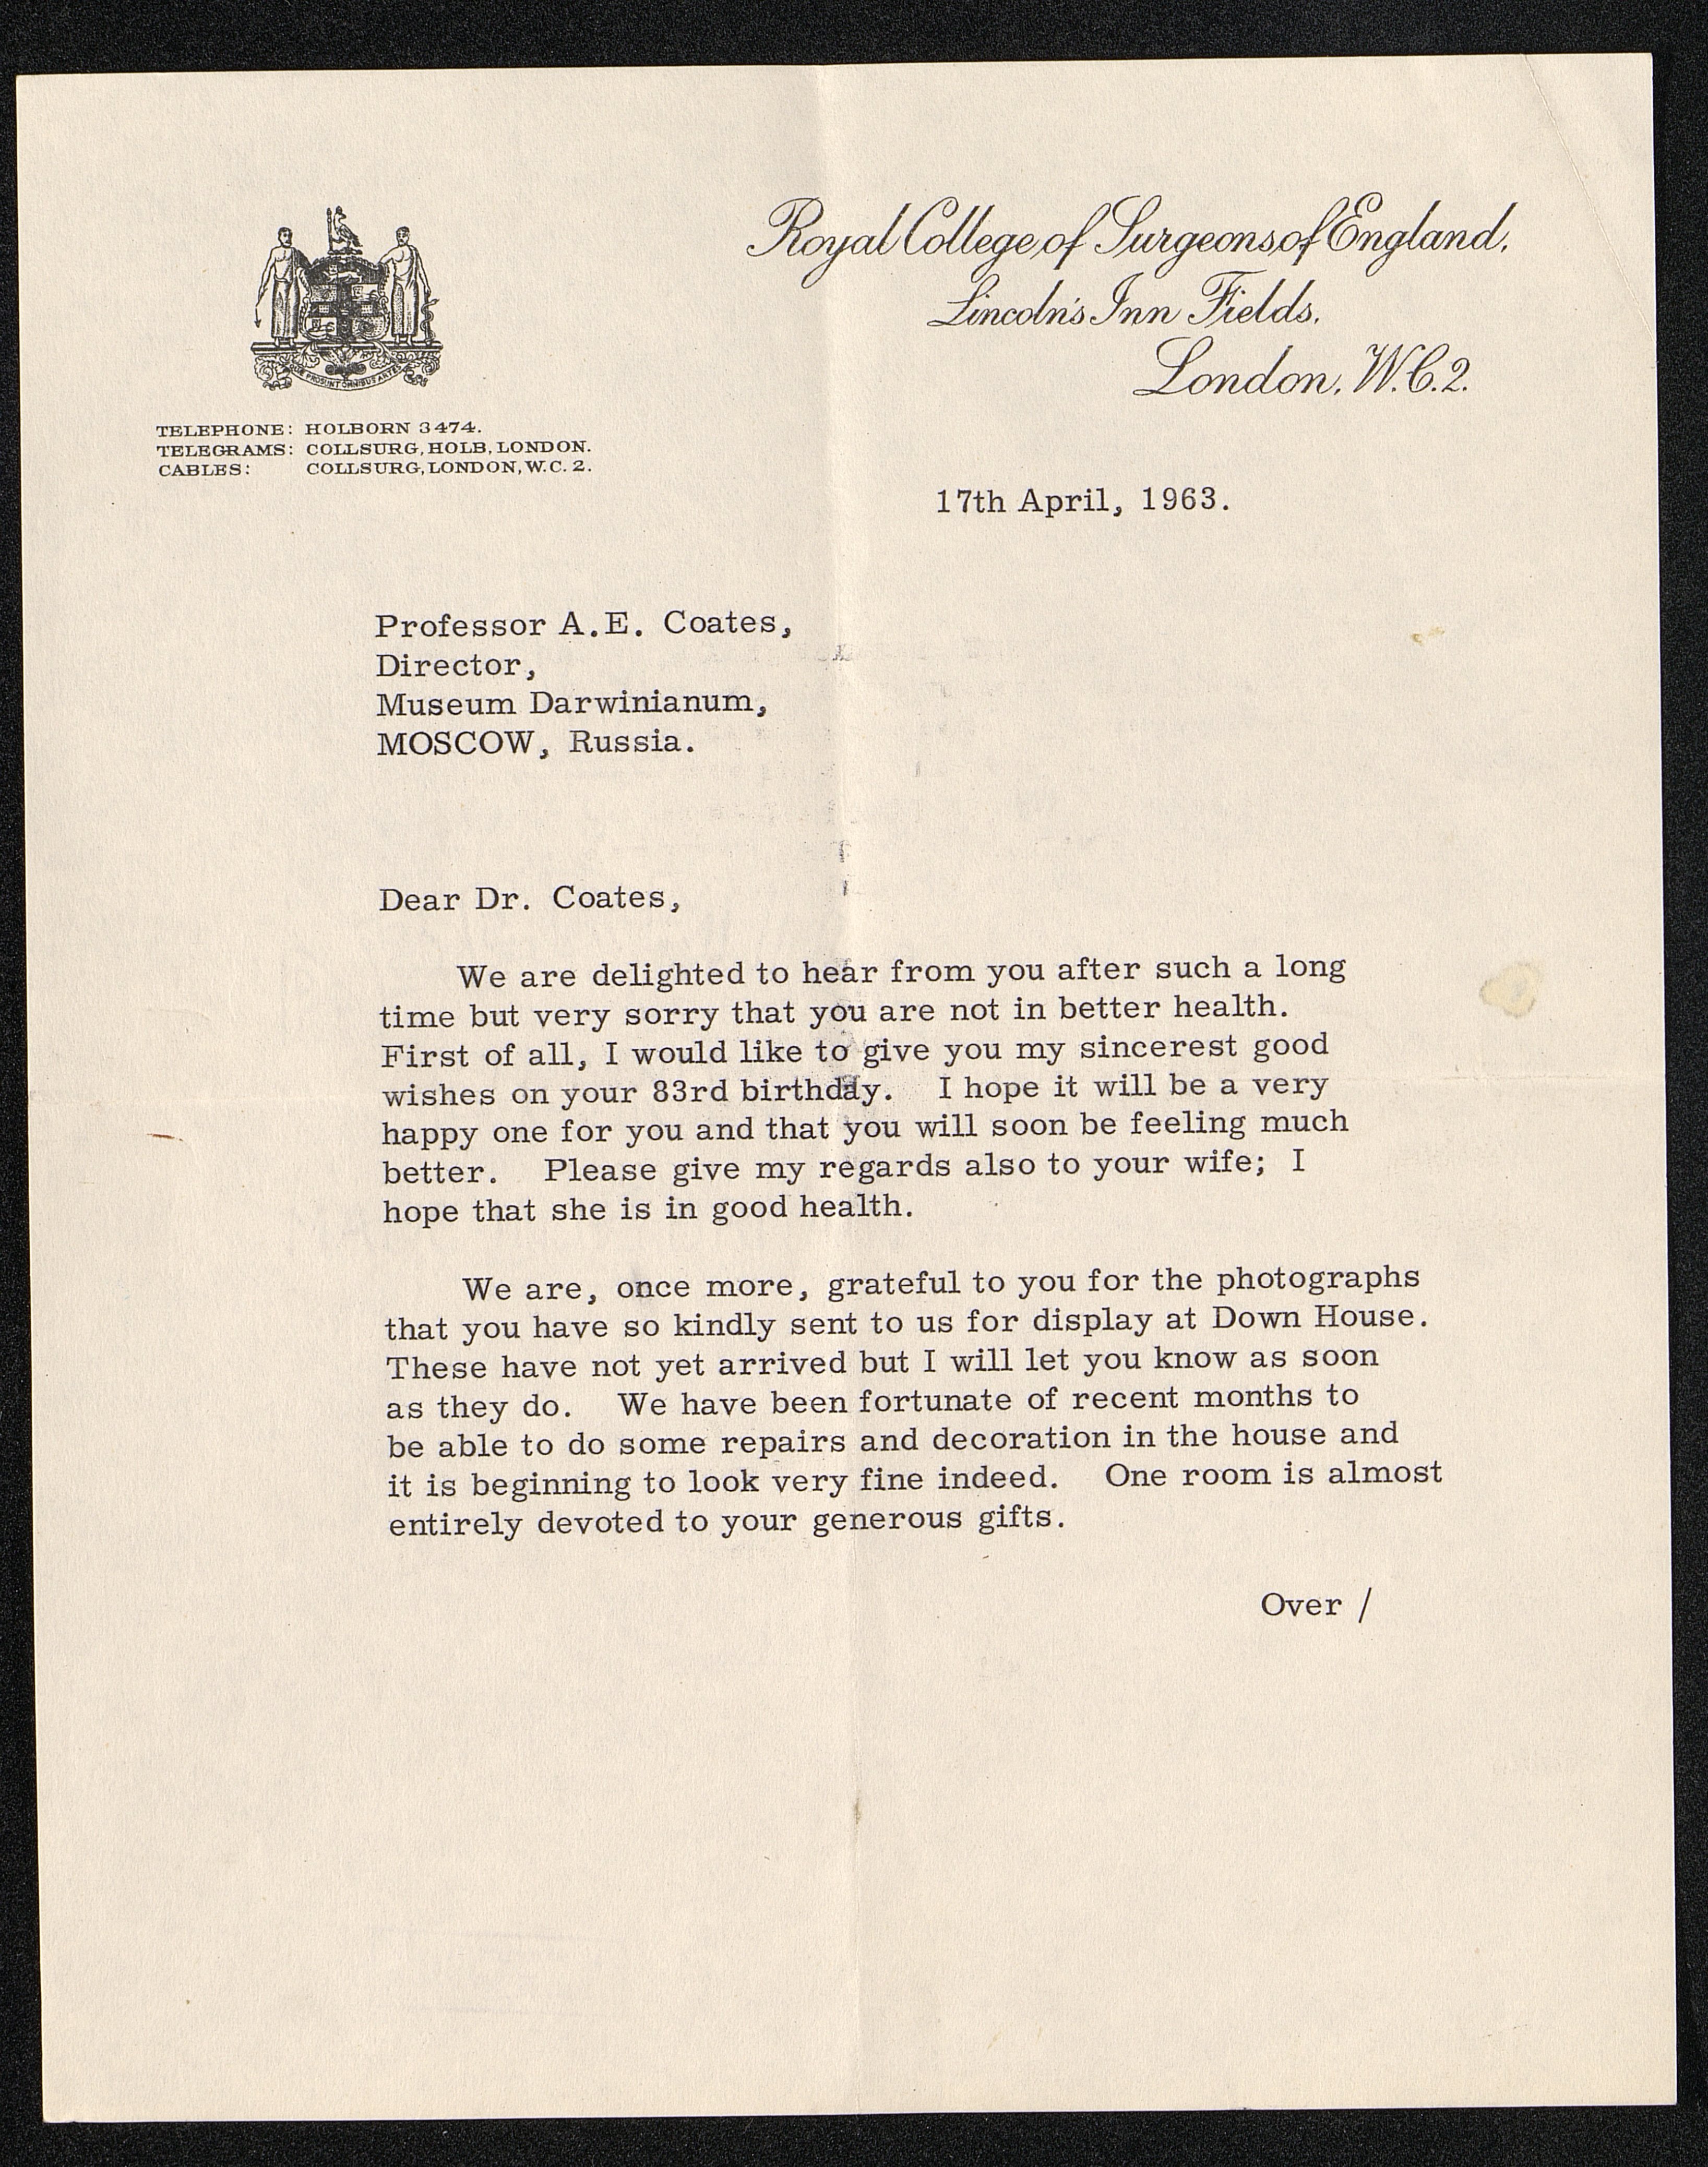 Royal College of Surgeons of England,
Lincoln's Inn Fields,
London, W.C.2.
QUAE PROSUNT OMNIBUS ARTES
TELEPHONE: HOLBORN 3474.
TELEGRAMS: COLLSURG, HOLB, LONDON.
CABLES: COLLSURG, LONDON, W.C. 2.
17th April, 1963.
Professor A.E. Coates,
Director,
Museum Darwinianum,
MOSCOW, Russia.
Dear Dr. Coates,
We are delighted to hear from you after such a long
time but very sorry that you are not in better health.
First of all, I would like to give you my sincerest good
wishes on your 83rd birthday. I hope it will be a very
happy one for you and that you will soon be feeling much
better. Please give my regards also to your wife; I
hope that she is in good health.
We are, once more, grateful to you for the photographs
that you have so kindly sent to us for display at Down House.
These have not yet arrived but I will let you know as soon
as they do. We have been fortunate of recent months to
be able to do some repairs and decoration in the house and
it is beginning to look very fine indeed. One room is almost
entirely devoted to your generous gifts.
Over /